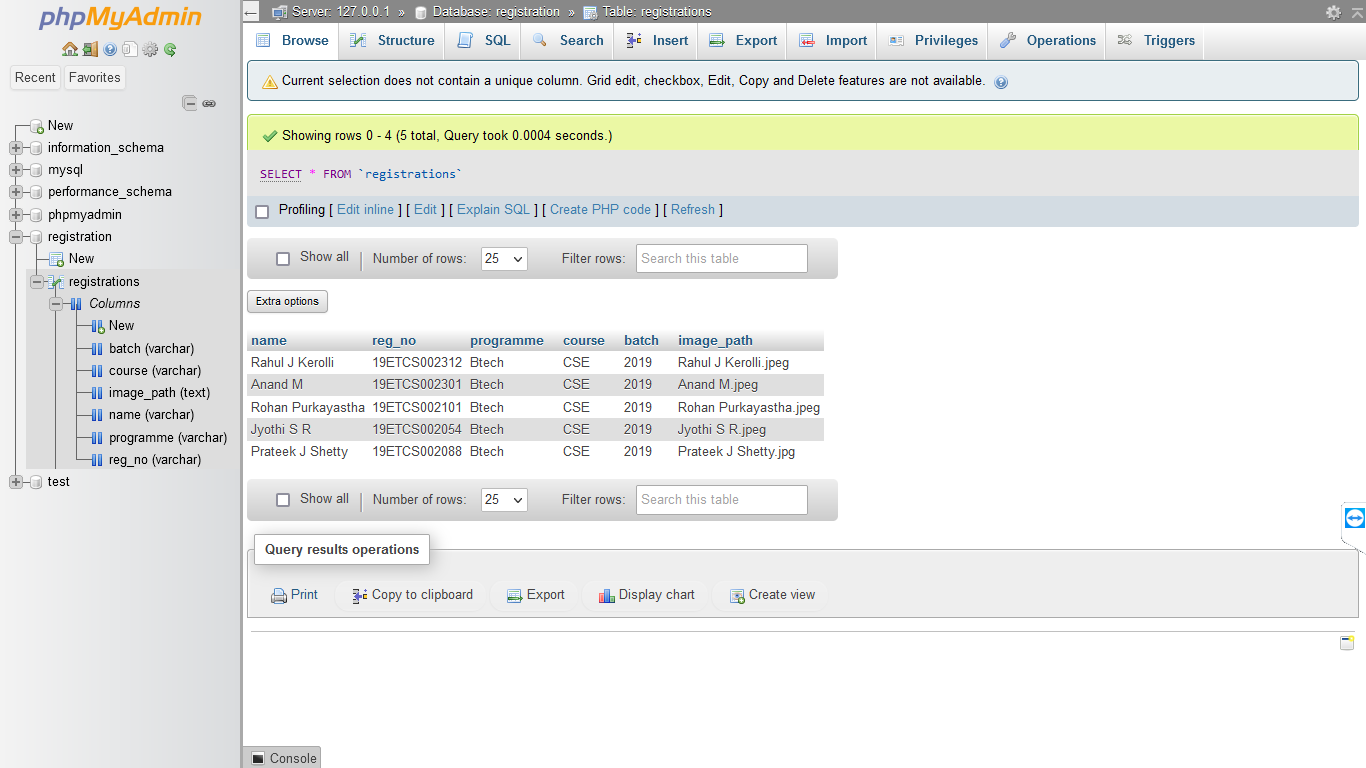 phpMyAdmin
Recent Favorites
New
information_schema
mysql
performance_schema
phpmyadmin
registration
New
registrations
Columns
New
batch (varchar)
course (varchar)
image_path (text)
name (varchar)
programme (varchar)
reg_no (varchar)
test
Server: 127.0.0.1 » Database: registration » Table: registrations
Browse Structure SQL Search Insert Export Import Privileges Operations Triggers
Current selection does not contain a unique column. Grid edit, checkbox, Edit, Copy and Delete features are not available.
Showing rows 0 - 4 (5 total, Query took 0.0004 seconds.)
SELECT * FROM `registrations`
Profiling [ Edit inline ] [ Edit ] [ Explain SQL ] [ Create PHP code ] [ Refresh ]
Show all Number of rows: 25 Filter rows: Search this table
Extra options
name reg_no programme course batch image_path
Rahul J Kerolli 19ETCS002312 Btech CSE 2019 Rahul J Kerolli.jpeg
Anand M 19ETCS002301 Btech CSE 2019 Anand M.jpeg
Rohan Purkayastha 19ETCS002101 Btech CSE 2019 Rohan Purkayastha.jpeg
Jyothi S R 19ETCS002054 Btech CSE 2019 Jyothi S R.jpeg
Prateek J Shetty 19ETCS002088 Btech CSE 2019 Prateek J Shetty.jpg
Show all Number of rows: 25 Filter rows: Search this table
Query results operations
Print Copy to clipboard Export Display chart Create view
Console